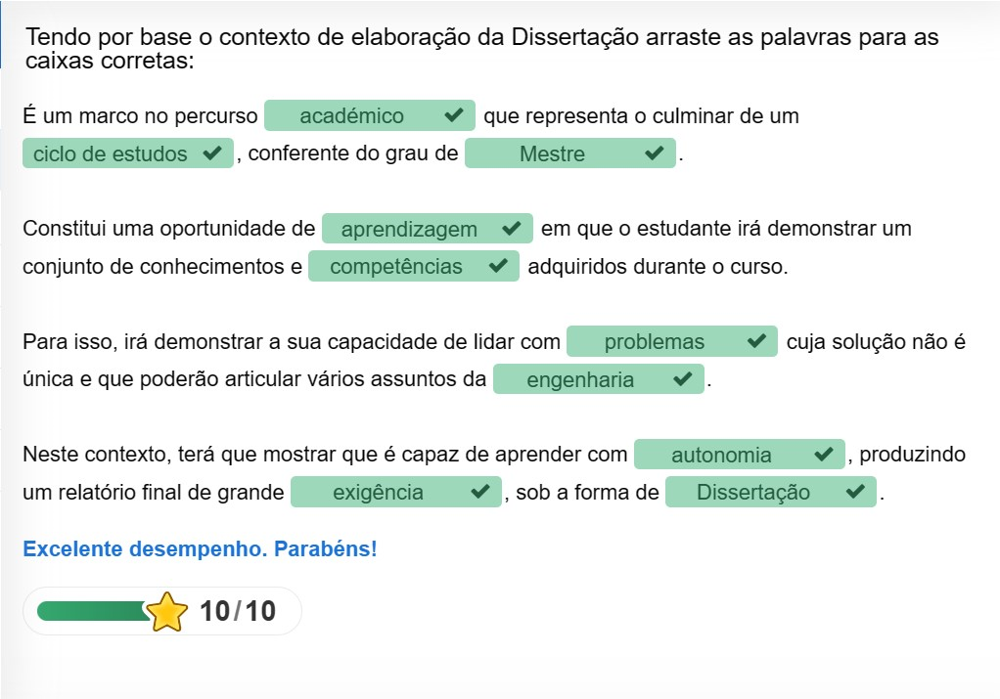 Tendo por base o contexto de elaboração da Dissertação arraste as palavras para as
caixas corretas:
É um marco no percurso académico que representa o culminar de um
ciclo de estudos, conferente do grau de Mestre.
Constitui uma oportunidade de aprendizagem em que o estudante irá demonstrar um
conjunto de conhecimentos e competências adquiridos durante o curso.
Para isso, irá demonstrar a sua capacidade de lidar com problemas cuja solução não é
única e que poderão articular vários assuntos da engenharia.
Neste contexto, terá que mostrar que é capaz de aprender com autonomia, produzindo
um relatório final de grande exigência, sob a forma de Dissertação.
Excelente desempenho. Parabéns!
10/10